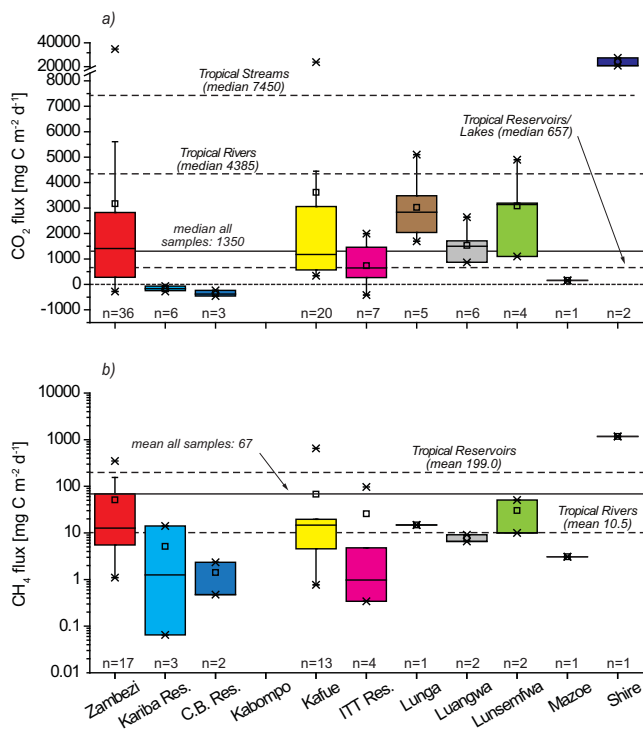 a)
40000
20000
8000
7000
6000
5000
4000
3000
2000
1000
0
-1000
CO2 flux [mg C m-2 d-1]
Tropical Streams
(median 7450)
Tropical Reservoirs/
Lakes (median 657)
Tropical Rivers
(median 4385)
median all
samples: 1350
n=36 n=6 n=3 n=20 n=7 n=5 n=6 n=4 n=1 n=2
b)
10000
1000
100
10
1
0.1
0.01
CH4 flux [mg C m-2 d-1]
mean all samples: 67
Tropical Reservoirs
(mean 199.0)
Tropical Rivers
(mean 10.5)
n=17 n=3 n=2 n=13 n=4 n=1 n=2 n=2 n=1 n=1
Zambezi
Kariba Res.
C.B. Res.
Kabompo
Kafue
ITT Res.
Lunga
Luangwa
Lunsemfwa
Mazoe
Shire